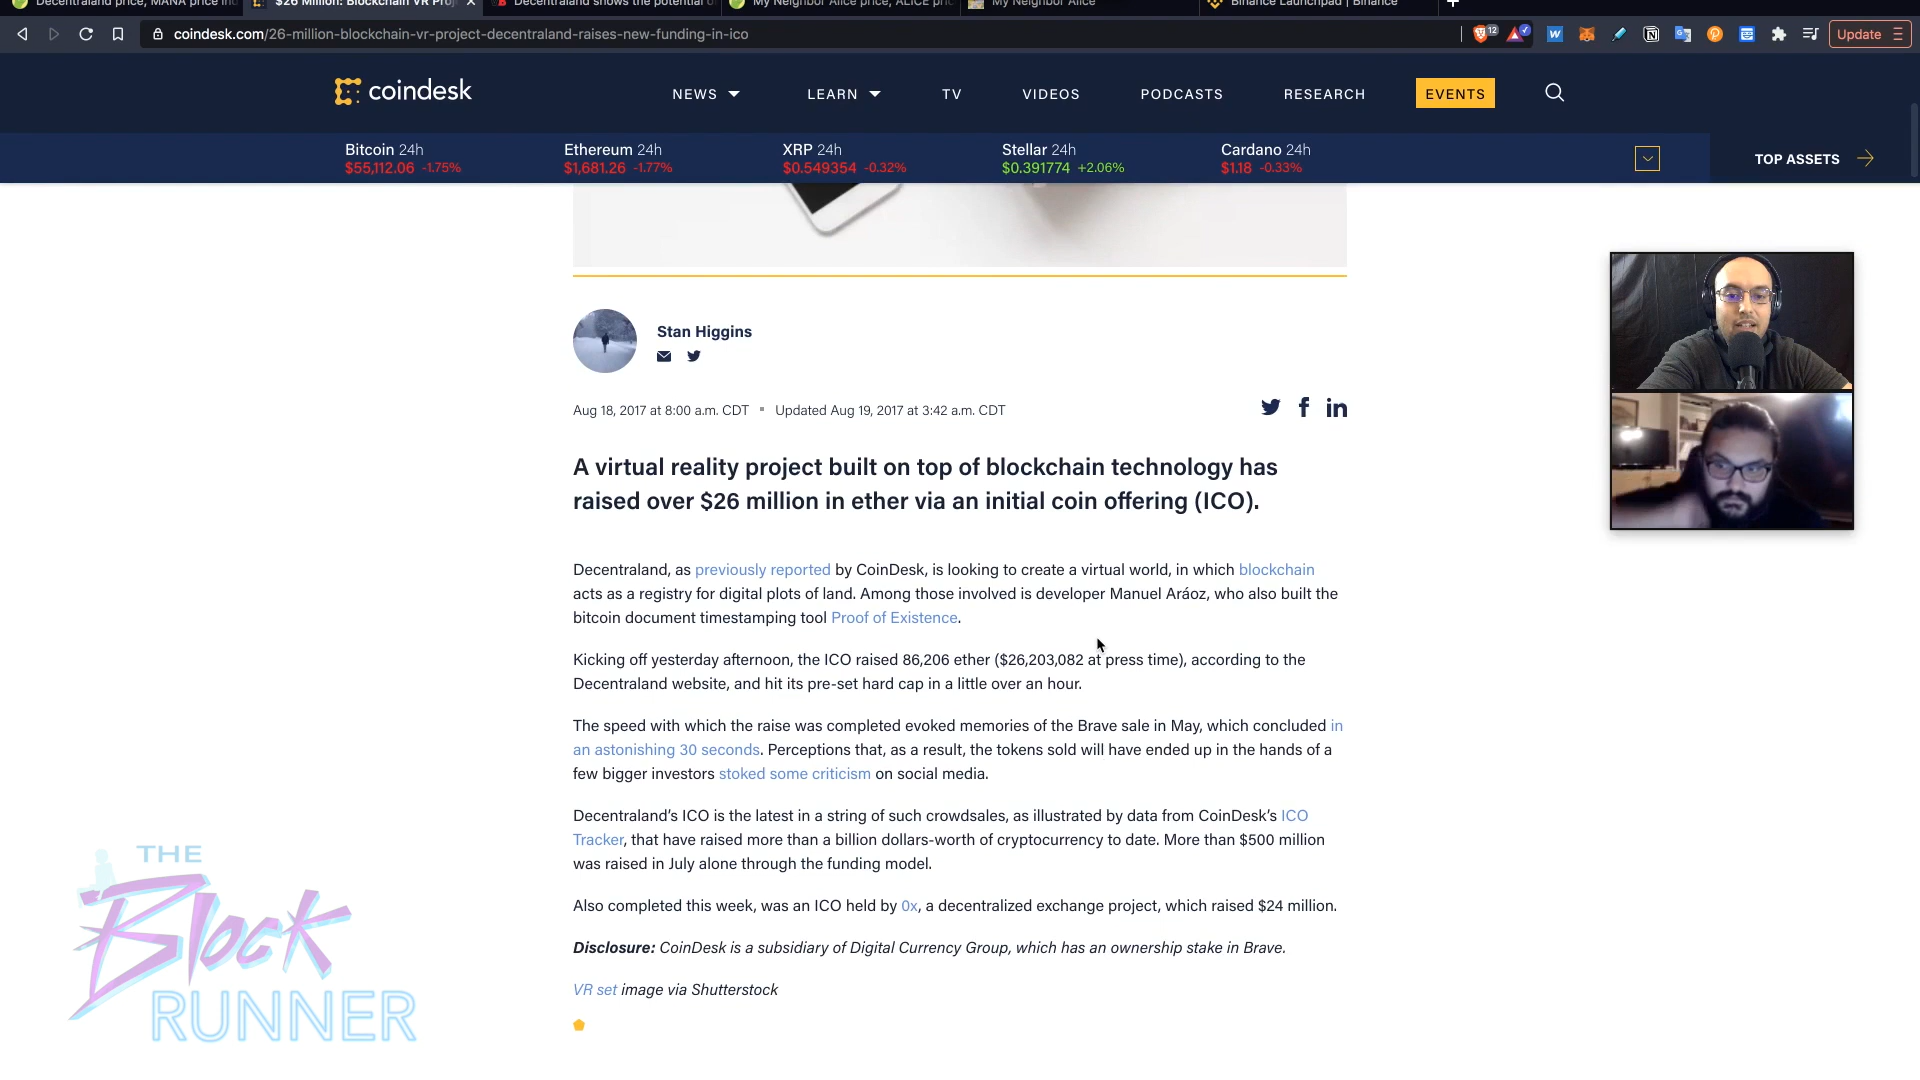 Decentraland price, MANA price ind
$26 Million: Blockchain VR Proj
Decentraland shows the potential of
My Neighbor Alice price, ALICE pric
My Neighbor Alice
Binance Launchpad | Binance
coindesk.com/26-million-blockchain-vr-project-decentraland-raises-new-funding-in-ico
12
Update
coindesk
NEWS
LEARN
TV
VIDEOS
PODCASTS
RESEARCH
EVENTS
Bitcoin 24h
$55,112.06 -1.75%
Ethereum 24h
$1,681.26 -1.77%
XRP 24h
$0.549354 -0.32%
Stellar 24h
$0.391774 +2.06%
Cardano 24h
$1.18 -0.33%
TOP ASSETS
Stan Higgins
Aug 18, 2017 at 8:00 a.m. CDT
Updated Aug 19, 2017 at 3:42 a.m. CDT
A virtual reality project built on top of blockchain technology has
raised over $26 million in ether via an initial coin offering (ICO).
Decentraland, as previously reported by CoinDesk, is looking to create a virtual world, in which blockchain
acts as a registry for digital plots of land. Among those involved is developer Manuel Aráoz, who also built the
bitcoin document timestamping tool Proof of Existence.
Kicking off yesterday afternoon, the ICO raised 86,206 ether ($26,203,082 at press time), according to the
Decentraland website, and hit its pre-set hard cap in a little over an hour.
The speed with which the raise was completed evoked memories of the Brave sale in May, which concluded in
an astonishing 30 seconds. Perceptions that, as a result, the tokens sold will have ended up in the hands of a
few bigger investors stoked some criticism on social media.
Decentraland's ICO is the latest in a string of such crowdsales, as illustrated by data from CoinDesk's ICO
Tracker, that have raised more than a billion dollars-worth of cryptocurrency to date. More than $500 million
was raised in July alone through the funding model.
Also completed this week, was an ICO held by 0x, a decentralized exchange project, which raised $24 million.
Disclosure: CoinDesk is a subsidiary of Digital Currency Group, which has an ownership stake in Brave.
VR set image via Shutterstock
THE
Block
RUNNER